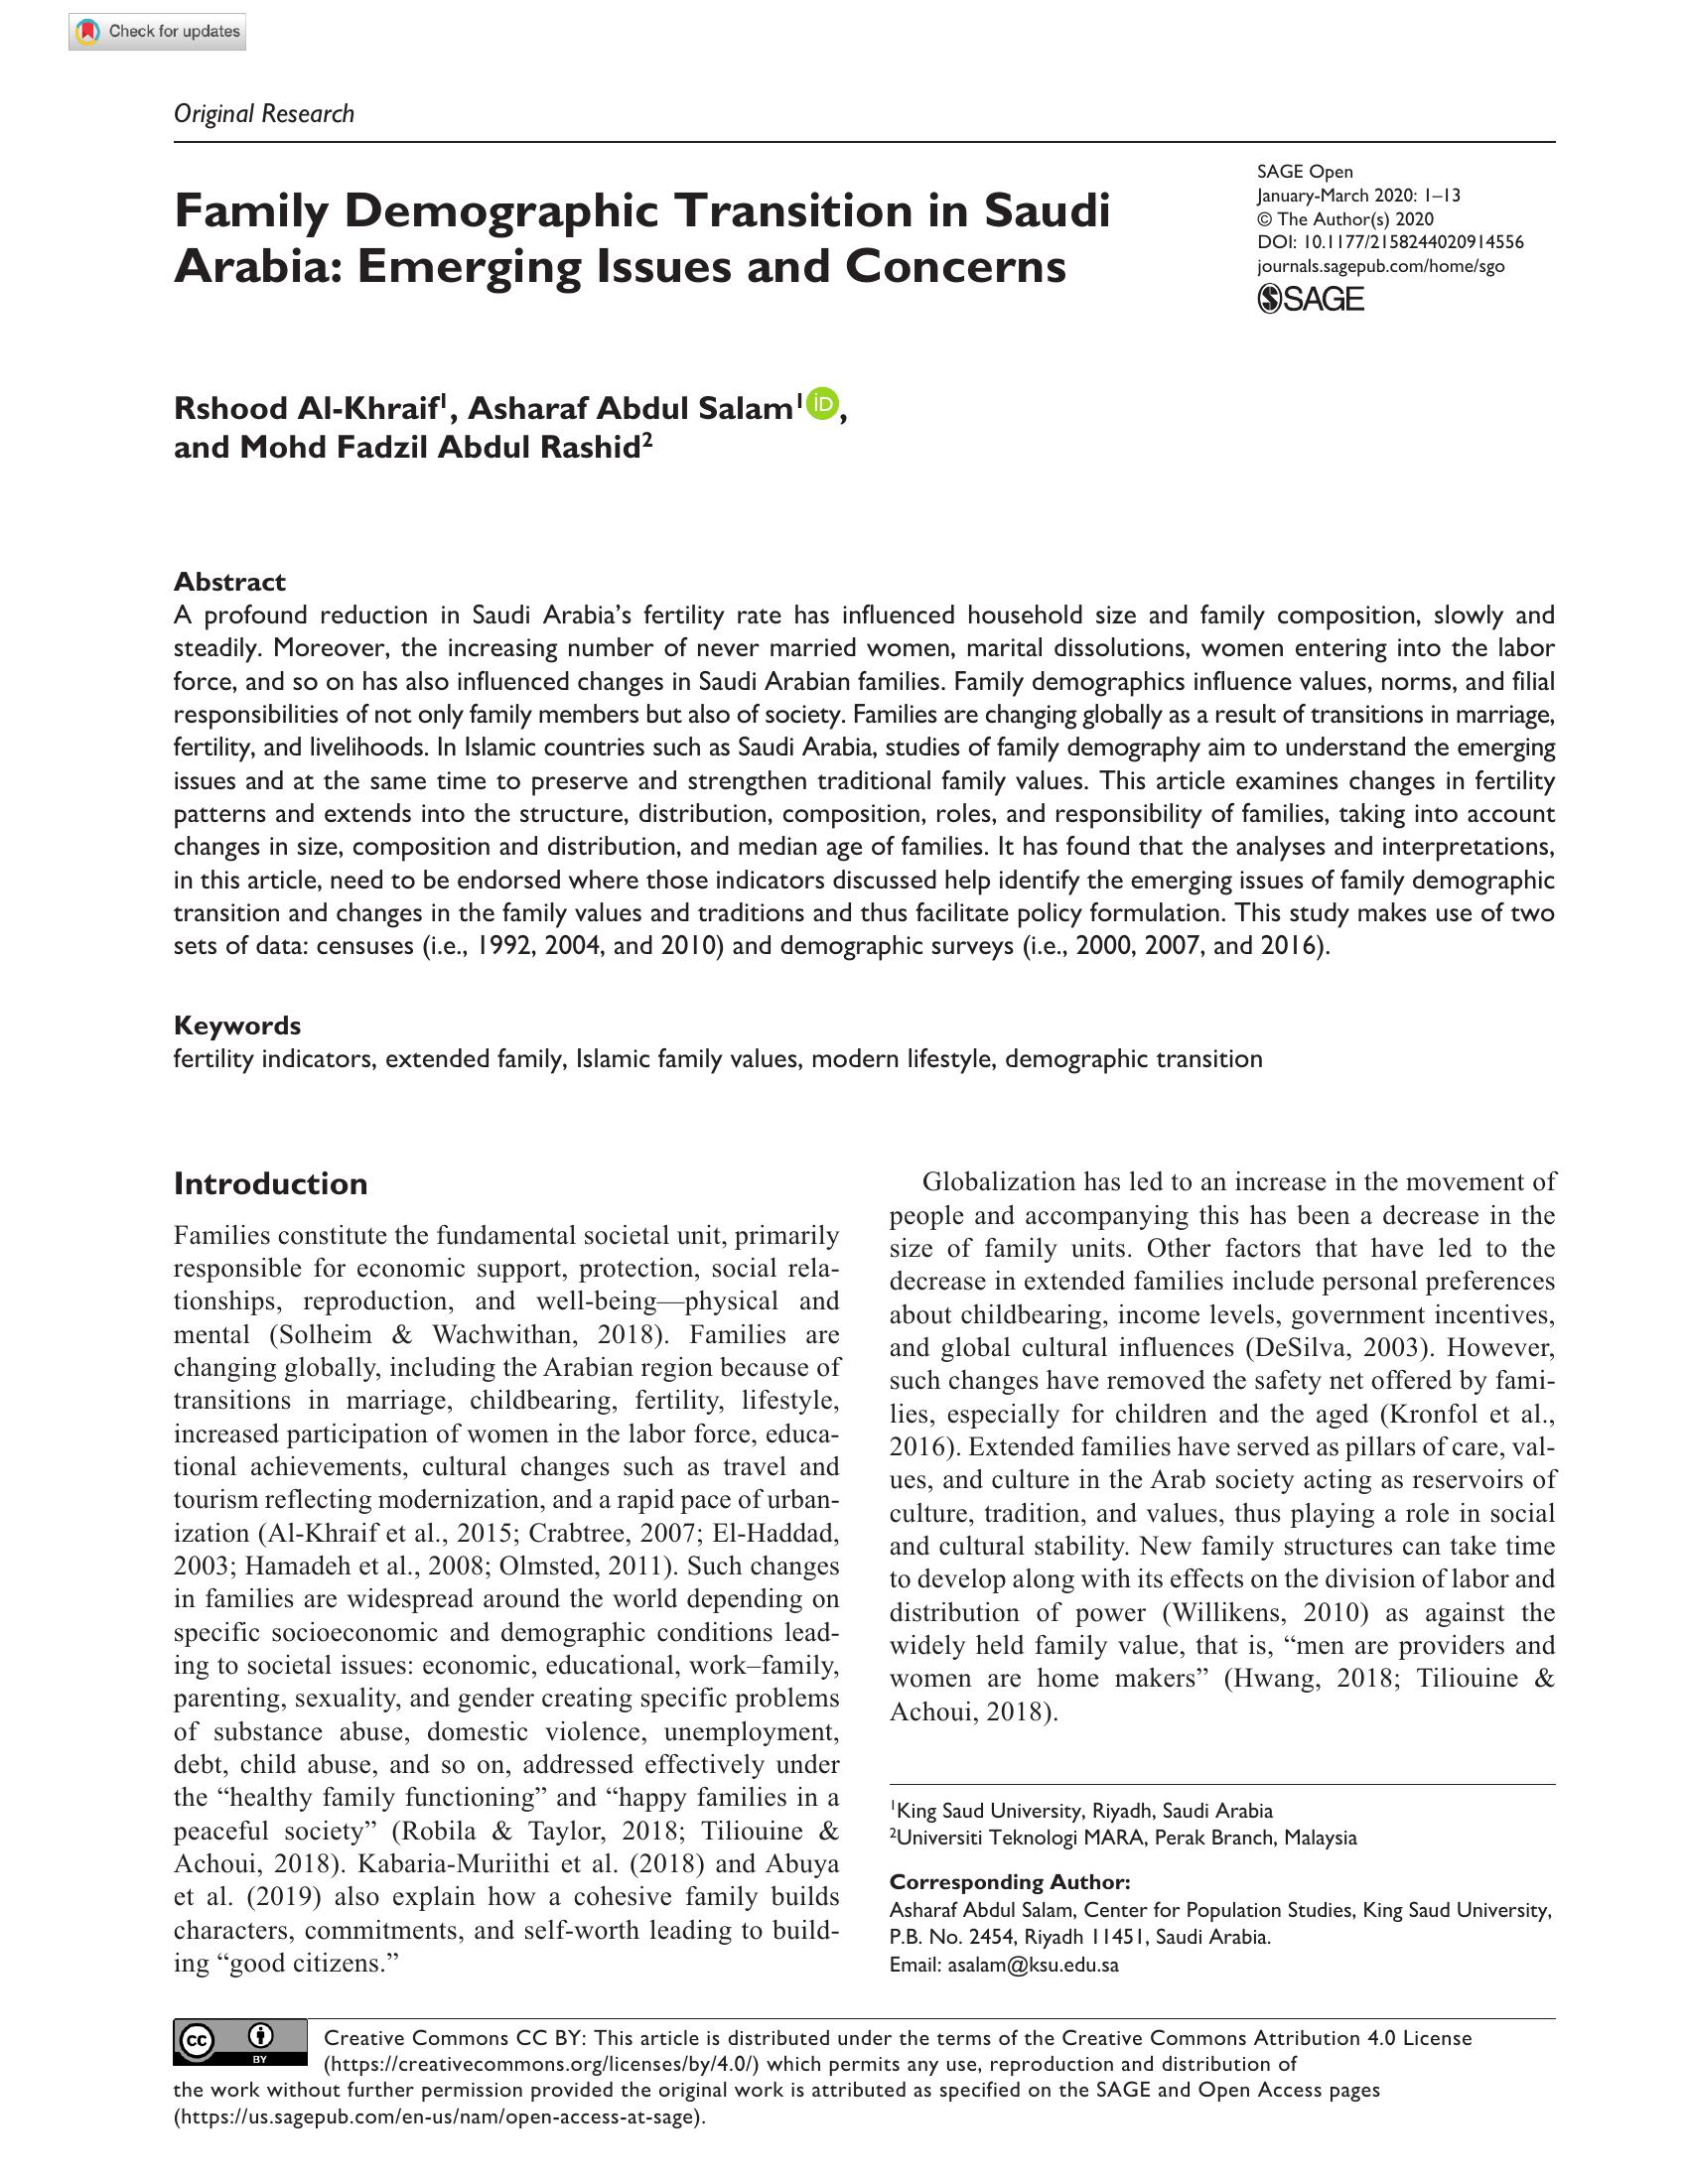 Check for updates
Original Research
Family Demographic Transition in Saudi
Arabia: Emerging Issues and Concerns
SAGE Open
January-March 2020: 1–13
© The Author(s) 2020
DOI: 10.1177/2158244020914556
journals.sagepub.com/home/sgo
SAGE
Rshood Al-Khraif1, Asharaf Abdul Salam1 iD,
and Mohd Fadzil Abdul Rashid2
Abstract
A profound reduction in Saudi Arabia’s fertility rate has influenced household size and family composition, slowly and
steadily. Moreover, the increasing number of never married women, marital dissolutions, women entering into the labor
force, and so on has also influenced changes in Saudi Arabian families. Family demographics influence values, norms, and filial
responsibilities of not only family members but also of society. Families are changing globally as a result of transitions in marriage,
fertility, and livelihoods. In Islamic countries such as Saudi Arabia, studies of family demography aim to understand the emerging
issues and at the same time to preserve and strengthen traditional family values. This article examines changes in fertility
patterns and extends into the structure, distribution, composition, roles, and responsibility of families, taking into account
changes in size, composition and distribution, and median age of families. It has found that the analyses and interpretations,
in this article, need to be endorsed where those indicators discussed help identify the emerging issues of family demographic
transition and changes in the family values and traditions and thus facilitate policy formulation. This study makes use of two
sets of data: censuses (i.e., 1992, 2004, and 2010) and demographic surveys (i.e., 2000, 2007, and 2016).
Keywords
fertility indicators, extended family, Islamic family values, modern lifestyle, demographic transition
Introduction
Families constitute the fundamental societal unit, primarily
responsible for economic support, protection, social rela-
tionships, reproduction, and well-being—physical and
mental (Solheim & Wachwithan, 2018). Families are
changing globally, including the Arabian region because of
transitions in marriage, childbearing, fertility, lifestyle,
increased participation of women in the labor force, educa-
tional achievements, cultural changes such as travel and
tourism reflecting modernization, and a rapid pace of urban-
ization (Al-Khraif et al., 2015; Crabtree, 2007; El-Haddad,
2003; Hamadeh et al., 2008; Olmsted, 2011). Such changes
in families are widespread around the world depending on
specific socioeconomic and demographic conditions lead-
ing to societal issues: economic, educational, work–family,
parenting, sexuality, and gender creating specific problems
of substance abuse, domestic violence, unemployment,
debt, child abuse, and so on, addressed effectively under
the “healthy family functioning” and “happy families in a
peaceful society” (Robila & Taylor, 2018; Tiliouine &
Achoui, 2018). Kabaria-Muriithi et al. (2018) and Abuya
et al. (2019) also explain how a cohesive family builds
characters, commitments, and self-worth leading to build-
ing “good citizens.”
Globalization has led to an increase in the movement of
people and accompanying this has been a decrease in the
size of family units. Other factors that have led to the
decrease in extended families include personal preferences
about childbearing, income levels, government incentives,
and global cultural influences (DeSilva, 2003). However,
such changes have removed the safety net offered by fami-
lies, especially for children and the aged (Kronfol et al.,
2016). Extended families have served as pillars of care, val-
ues, and culture in the Arab society acting as reservoirs of
culture, tradition, and values, thus playing a role in social
and cultural stability. New family structures can take time
to develop along with its effects on the division of labor and
distribution of power (Willikens, 2010) as against the
widely held family value, that is, “men are providers and
women are home makers” (Hwang, 2018; Tiliouine &
Achoui, 2018).
1King Saud University, Riyadh, Saudi Arabia
2Universiti Teknologi MARA, Perak Branch, Malaysia
Corresponding Author:
Asharaf Abdul Salam, Center for Population Studies, King Saud University,
P.B. No. 2454, Riyadh 11451, Saudi Arabia.
Email: asalam@ksu.edu.sa
cc BY
Creative Commons CC BY: This article is distributed under the terms of the Creative Commons Attribution 4.0 License
(https://creativecommons.org/licenses/by/4.0/) which permits any use, reproduction and distribution of
the work without further permission provided the original work is attributed as specified on the SAGE and Open Access pages
(https://us.sagepub.com/en-us/nam/open-access-at-sage).